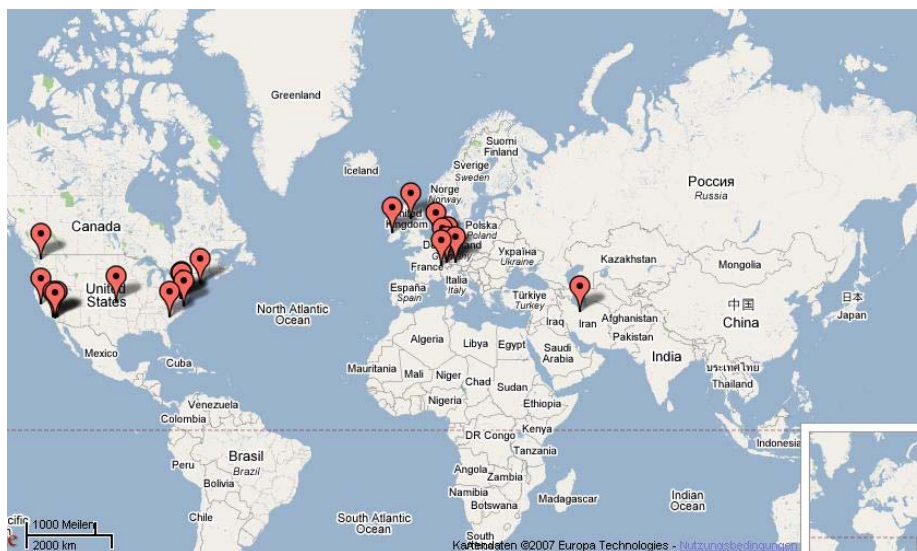 Greenland
Iceland
Suomi
Finland
Sverige
Sweden
Norge
Norway
Россия
Russia
Canada
United
Kingdom
Polska
Poland
Україна
Ukraine
France
Kazakhstan
Mongolia
United
States
Italia
Italy
España
Spain
Türkiye
Turkey
中国
China
日本
Japan
North Atlantic
Ocean
Iraq
Iran
Afghanistan
Pakistan
Mexico
Cuba
Algeria
Libya
Egypt
Saudi
Arabia
India
ประเทศไทย
Thailand
Mauritania
Mali
Niger
Chad
Sudan
Nigeria
Ethiopia
Venezuela
Colombia
DR Congo
Kenya
Tanzania
Indonesia
Brasil
Brazil
Peru
Bolivia
Angola
Zambia
Namibia
Botswana
Madagascar
Indian
Ocean
Chile
South Atlantic
Ocean
South
1000 Meilen
2000 km
Kartendaten ©2007 Europa Technologies - Nutzungsbedingungen